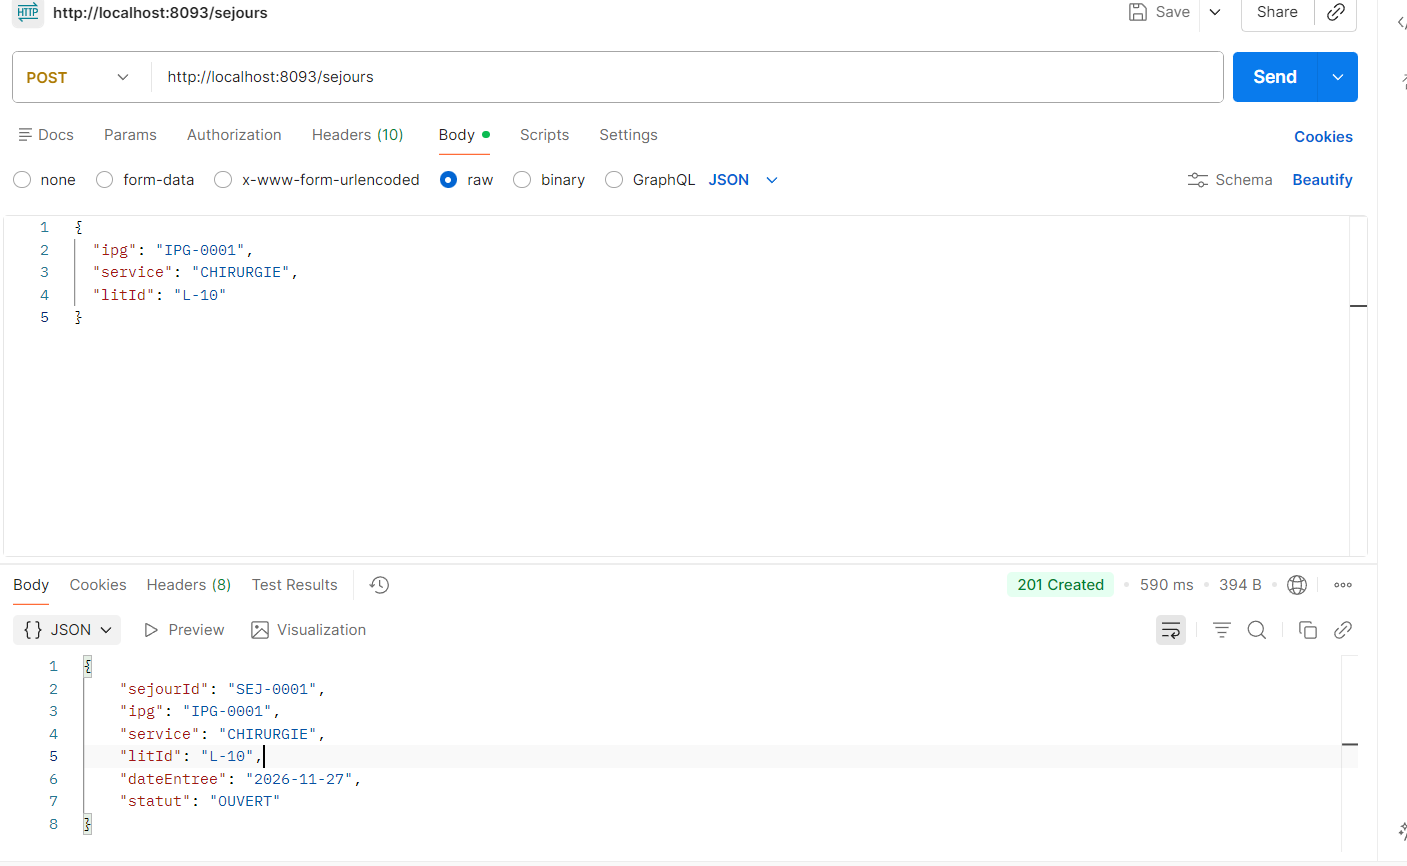 HTTP http://localhost:8093/sejours Save Share
POST http://localhost:8093/sejours Send
Docs Params Authorization Headers (10) Body Scripts Settings Cookies
none form-data x-www-form-urlencoded raw binary GraphQL JSON Schema Beautify
1 {
2 "ipg": "IPG-0001",
3 "service": "CHIRURGIE",
4 "litId": "L-10"
5 }
Body Cookies Headers (8) Test Results 201 Created 590 ms 394 B
{} JSON Preview Visualization
1 {
2 "sejourId": "SEJ-0001",
3 "ipg": "IPG-0001",
4 "service": "CHIRURGIE",
5 "litId": "L-10",
6 "dateEntree": "2026-11-27",
7 "statut": "OUVERT"
8 }